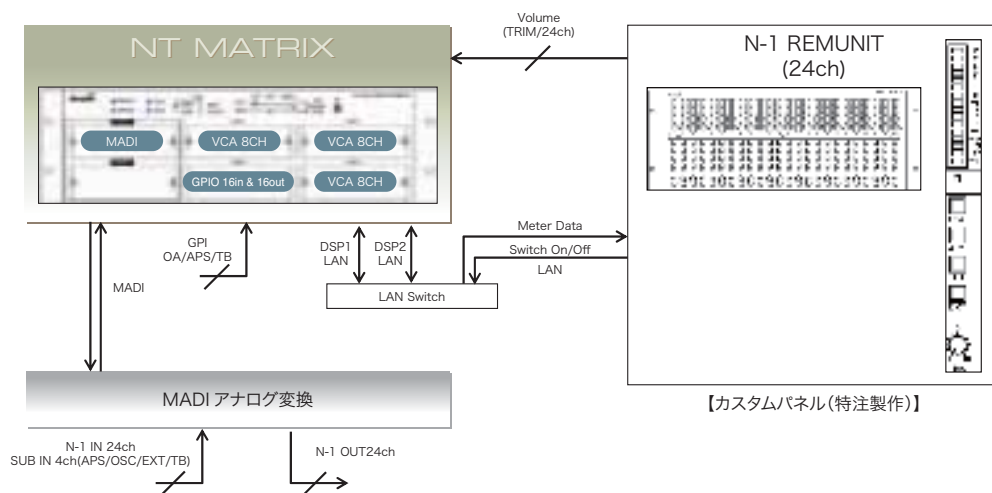 Volume
(TRIM/24ch)
NT MATRIX
N-1 REMUNIT
(24ch)
MADI
VCA 8CH
VCA 8CH
GPIO 16in & 16out
VCA 8CH
GPI
OA/APS/TB
DSP1
LAN
DSP2
LAN
Meter Data
Switch On/Off
LAN
MADI
LAN Switch
MADI アナログ変換
【カスタムパネル(特注製作)】
N-1 IN 24ch
SUB IN 4ch(APS/OSC/EXT/TB)
N-1 OUT24ch